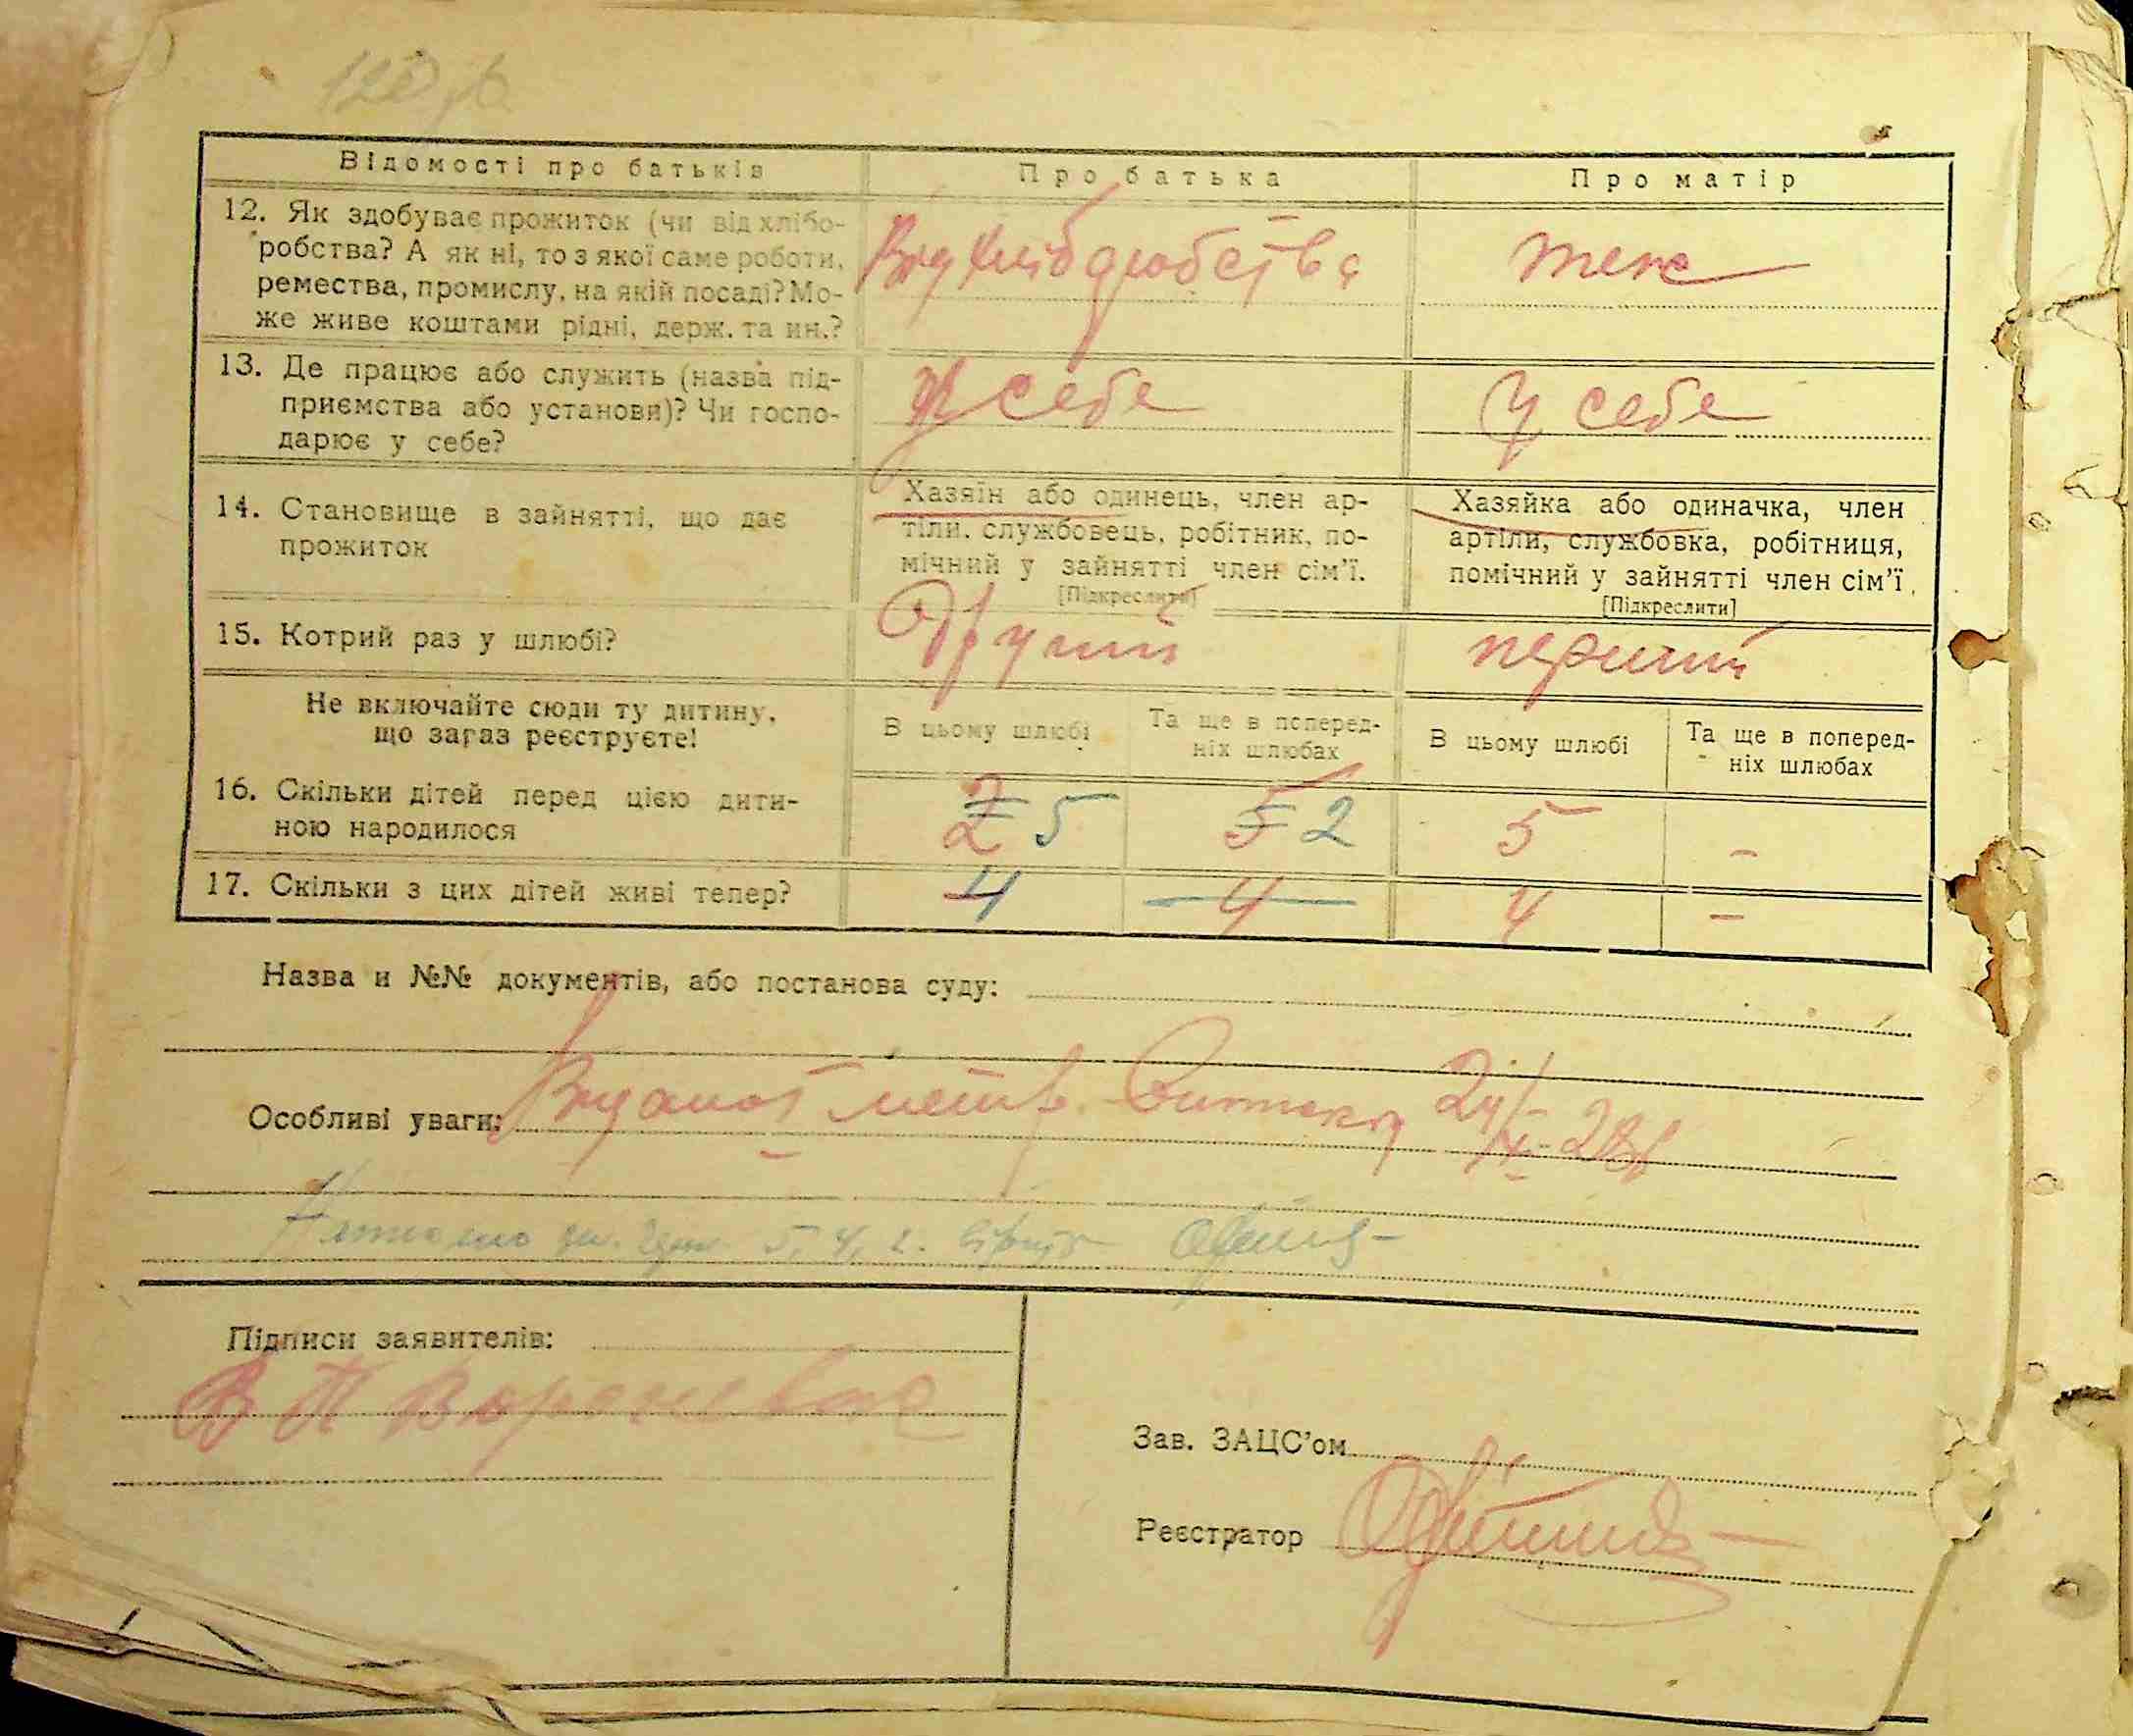 Відомості про батьків Про батька Про матір
12. Як здобуває прожиток (чи від хлібо-
робства? А як ні, то з якої саме роботи,
ремества, промислу, на якій посаді? Мо-
же живе коштами рідні, держ. та ин.?
Від хліборобства
теж
13. Де працює або служить (назва під-
приємства або установи)? Чи госпо-
дарює у себе?
У себе
У себе
14. Становище в зайнятті, що дає
прожиток
Хазяїн або одинець, член ар-
тіли, службовець, робітник, по-
мічний у зайнятті член сім’ї.
[Підкреслити]
Хазяйка або одиначка, член
артіли, службовка, робітниця,
помічний у зайнятті член сім’ї.
[Підкреслити]
15. Котрий раз у шлюбі?
Другий
перший
Не включайте сюди ту дитину,
що зараз реєструєте!
В цьому шлюбі
Та ще в поперед-
ніх шлюбах
В цьому шлюбі
Та ще в поперед-
ніх шлюбах
16. Скільки дітей перед цією дити-
ною народилося
2 5 5 2 5 –
17. Скільки з цих дітей живі тепер?
4 4 4 –
Назва и №№ документів, або постанова суду:
Особливі уваги:
Підписи заявителів:
В П
Зав. ЗАЦС’ом
Реєстратор